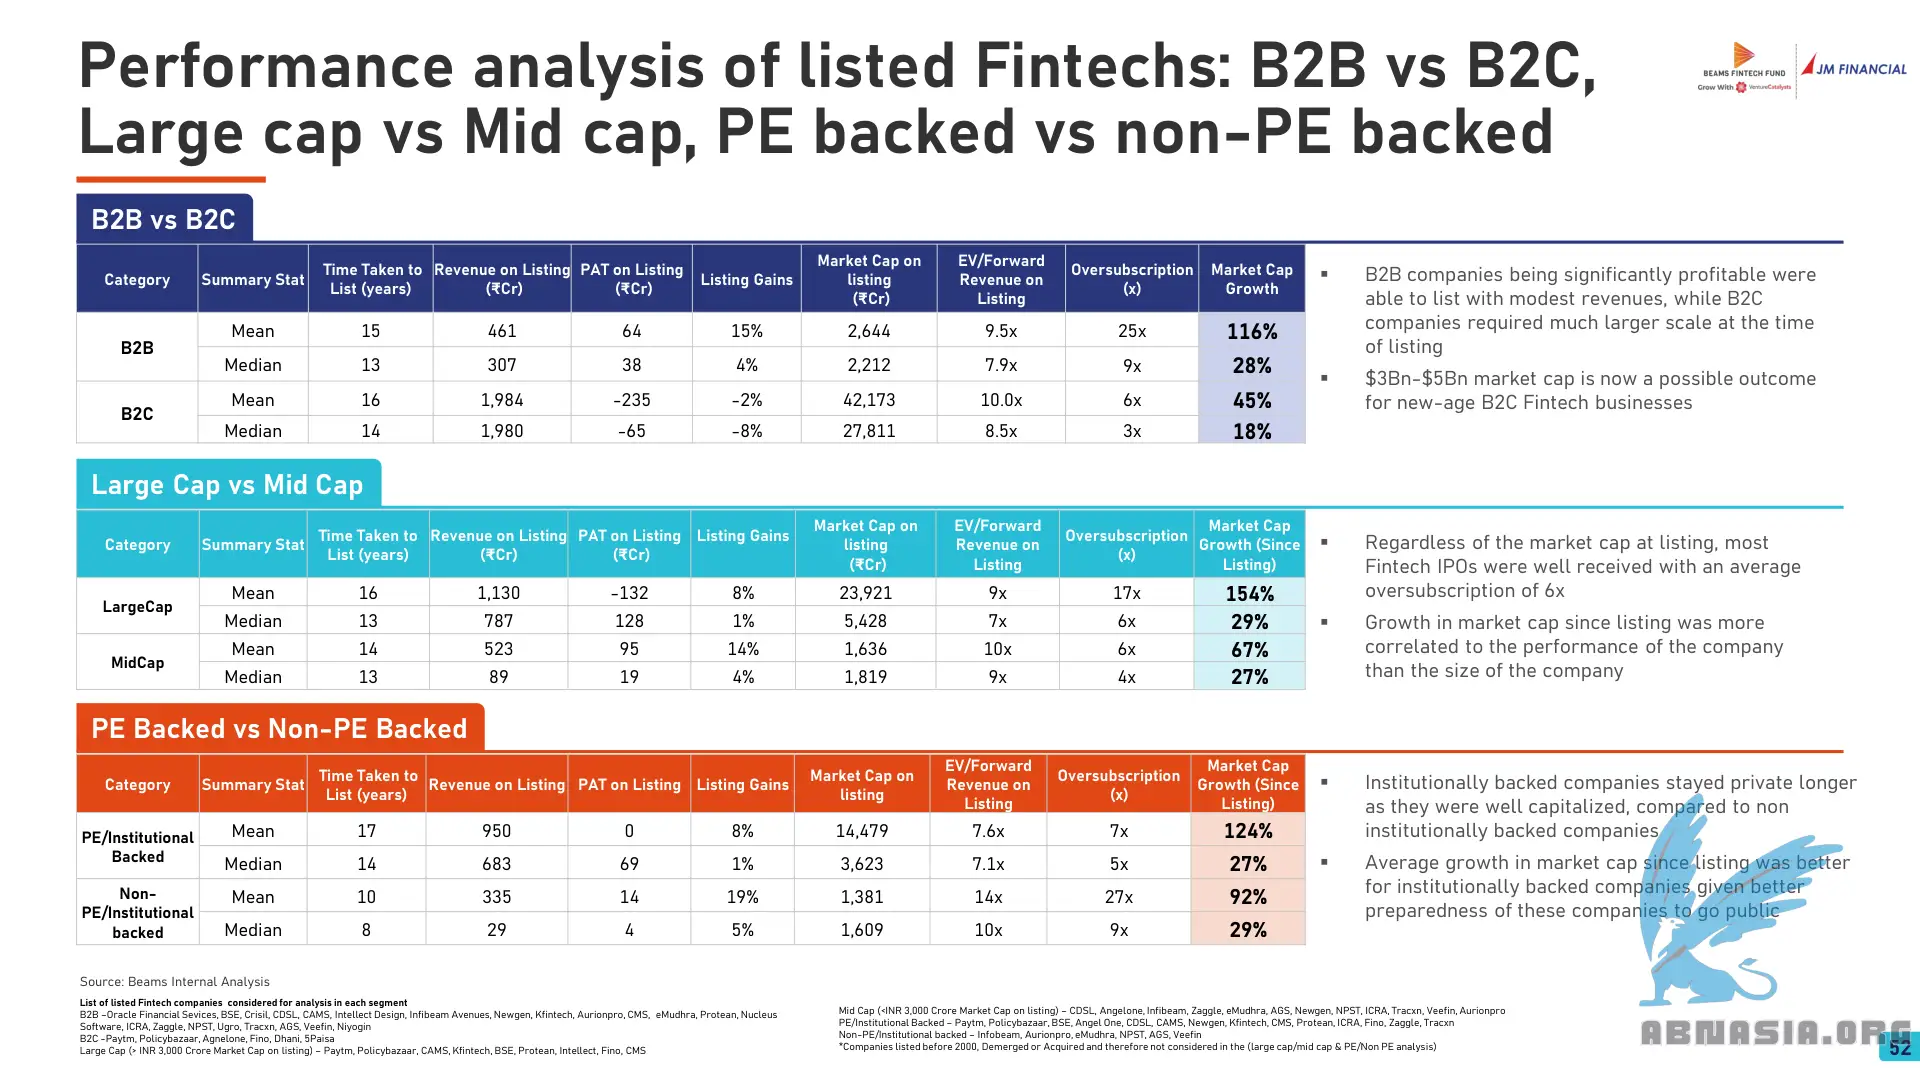 Performance analysis of listed Fintechs: B2B vs B2C,
Large cap vs Mid cap, PE backed vs non-PE backed
BEAMS FINTECH FUND
Grow With VentureCatalysts
JM FINANCIAL
B2B vs B2C
Category Summary Stat Time Taken to List (years) Revenue on Listing (₹Cr) PAT on Listing (₹Cr) Listing Gains Market Cap on listing (₹Cr) EV/Forward Revenue on Listing Oversubscription (x) Market Cap Growth
B2B
Mean 15 461 64 15% 2,644 9.5x 25x 116%
Median 13 307 38 4% 2,212 7.9x 9x 28%
B2C
Mean 16 1,984 -235 -2% 42,173 10.0x 6x 45%
Median 14 1,980 -65 -8% 27,811 8.5x 3x 18%
▪ B2B companies being significantly profitable were
able to list with modest revenues, while B2C
companies required much larger scale at the time
of listing
▪ $3Bn-$5Bn market cap is now a possible outcome
for new-age B2C Fintech businesses
Large Cap vs Mid Cap
Category Summary Stat Time Taken to List (years) Revenue on Listing (₹Cr) PAT on Listing (₹Cr) Listing Gains Market Cap on listing (₹Cr) EV/Forward Revenue on Listing Oversubscription (x) Market Cap Growth (Since Listing)
LargeCap
Mean 16 1,130 -132 8% 23,921 9x 17x 154%
Median 13 787 128 1% 5,428 7x 6x 29%
MidCap
Mean 14 523 95 14% 1,636 10x 6x 67%
Median 13 89 19 4% 1,819 9x 4x 27%
▪ Regardless of the market cap at listing, most
Fintech IPOs were well received with an average
oversubscription of 6x
▪ Growth in market cap since listing was more
correlated to the performance of the company
than the size of the company
PE Backed vs Non-PE Backed
Category Summary Stat Time Taken to List (years) Revenue on Listing PAT on Listing Listing Gains Market Cap on listing EV/Forward Revenue on Listing Oversubscription (x) Market Cap Growth (Since Listing)
PE/Institutional Backed
Mean 17 950 0 8% 14,479 7.6x 7x 124%
Median 14 683 69 1% 3,623 7.1x 5x 27%
Non-PE/Institutional backed
Mean 10 335 14 19% 1,381 14x 27x 92%
Median 8 29 4 5% 1,609 10x 9x 29%
▪ Institutionally backed companies stayed private longer
as they were well capitalized, compared to non
institutionally backed companies
▪ Average growth in market cap since listing was better
for institutionally backed companies given better
preparedness of these companies to go public
Source: Beams Internal Analysis
List of listed Fintech companies considered for analysis in each segment
B2B –Oracle Financial Sevices, BSE, Crisil, CDSL, CAMS, Intellect Design, Infibeam Avenues, Newgen, Kfintech, Aurionpro, CMS, eMudhra, Protean, Nucleus
Software, ICRA, Zaggle, NPST, Ugro, Tracxn, AGS, Veefin, Niyogin
B2C –Paytm, Policybazaar, Agnelone, Fino, Dhani, 5Paisa
Large Cap (> INR 3,000 Crore Market Cap on listing) – Paytm, Policybazaar, CAMS, Kfintech, BSE, Protean, Intellect, Fino, CMS
Mid Cap (<INR 3,000 Crore Market Cap on listing) – CDSL, Angelone, Infibeam, Zaggle, eMudhra, AGS, Newgen, NPST, ICRA, Tracxn, Veefin, Aurionpro
PE/Institutional Backed – Paytm, Policybazaar, BSE, Angel One, CDSL, CAMS, Newgen, Kfintech, CMS, Protean, ICRA, Fino, Zaggle, Tracxn
Non-PE/Institutional backed – Infobeam, Aurionpro, eMudhra, NPST, AGS, Veefin
*Companies listed before 2000, Demerged or Acquired and therefore not considered in the (large cap/mid cap & PE/Non PE analysis)
ABNASIA.ORG
52